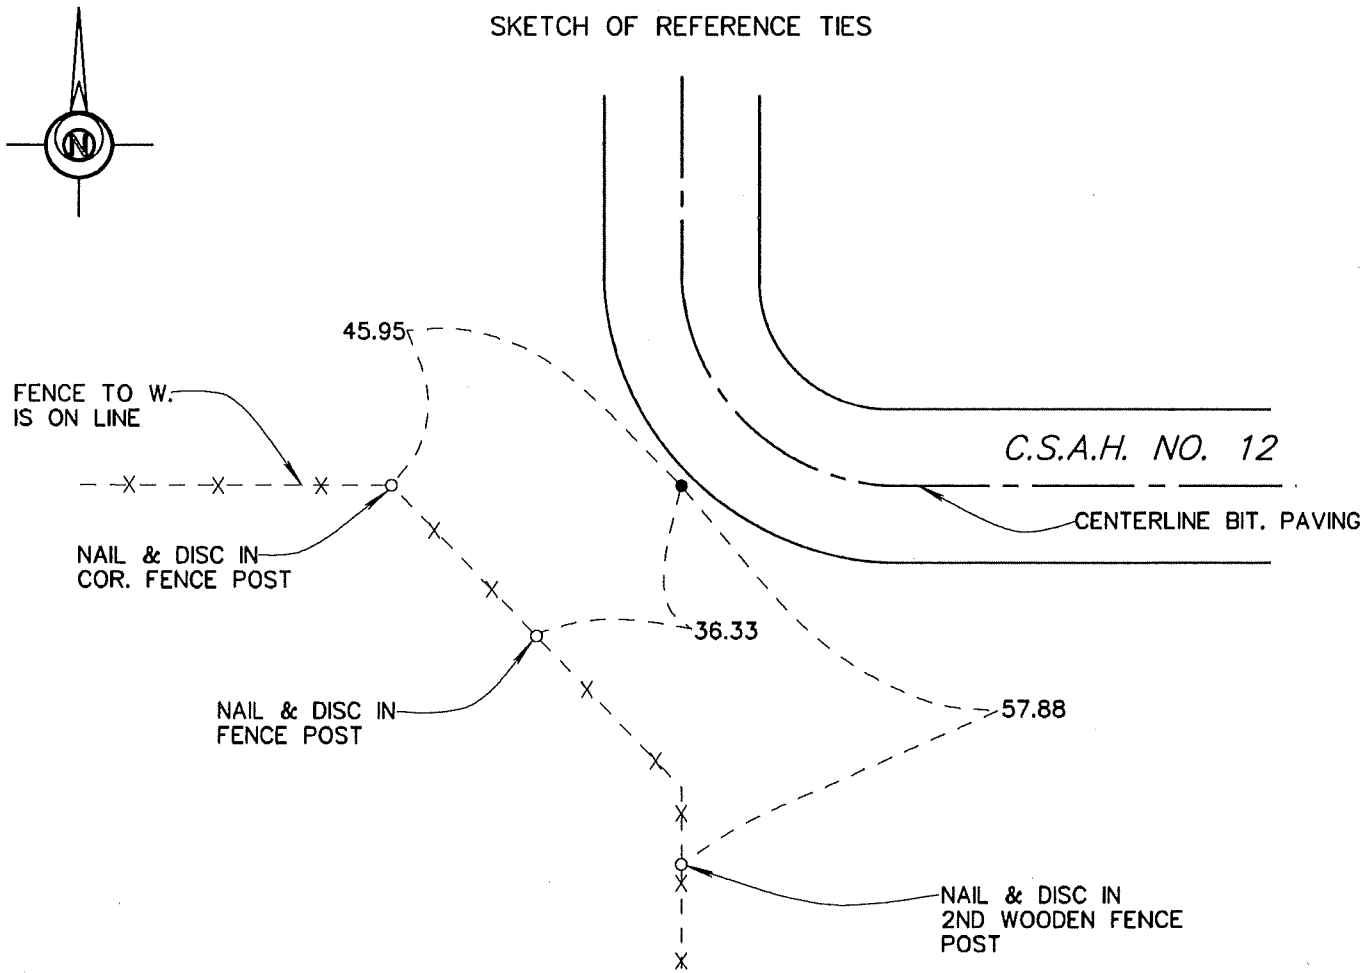 SKETCH OF REFERENCE TIES
N
45.95
FENCE TO W.
IS ON LINE
C.S.A.H. NO. 12
CENTERLINE BIT. PAVING
NAIL & DISC IN
COR. FENCE POST
36.33
NAIL & DISC IN
FENCE POST
57.88
NAIL & DISC IN
2ND WOODEN FENCE
POST